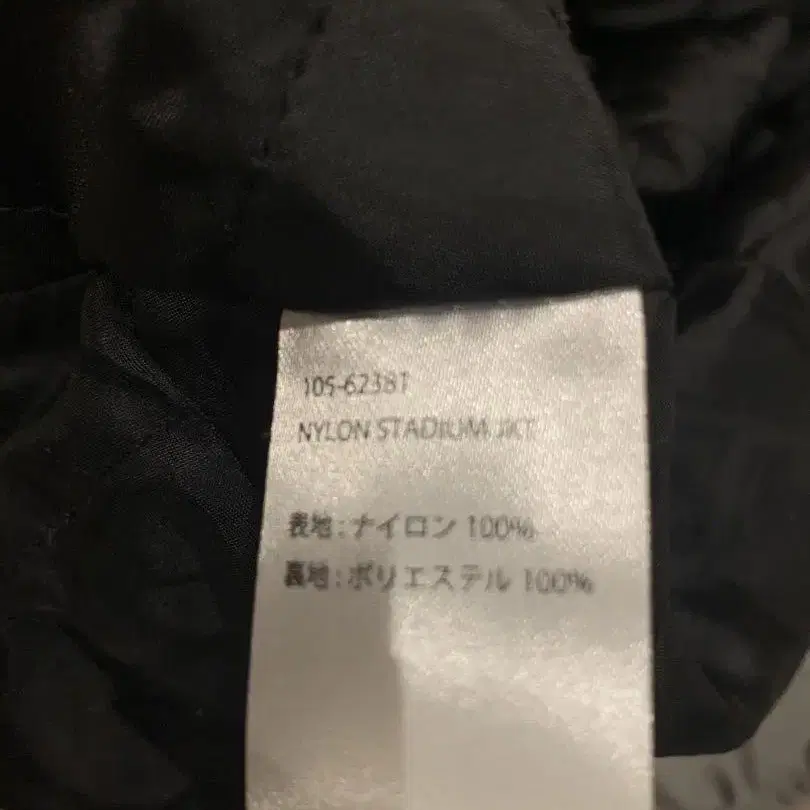 105-62381
NYLON STADIUM JKT
表地:ナイロン 100%
裏地:ポリエステル 100%